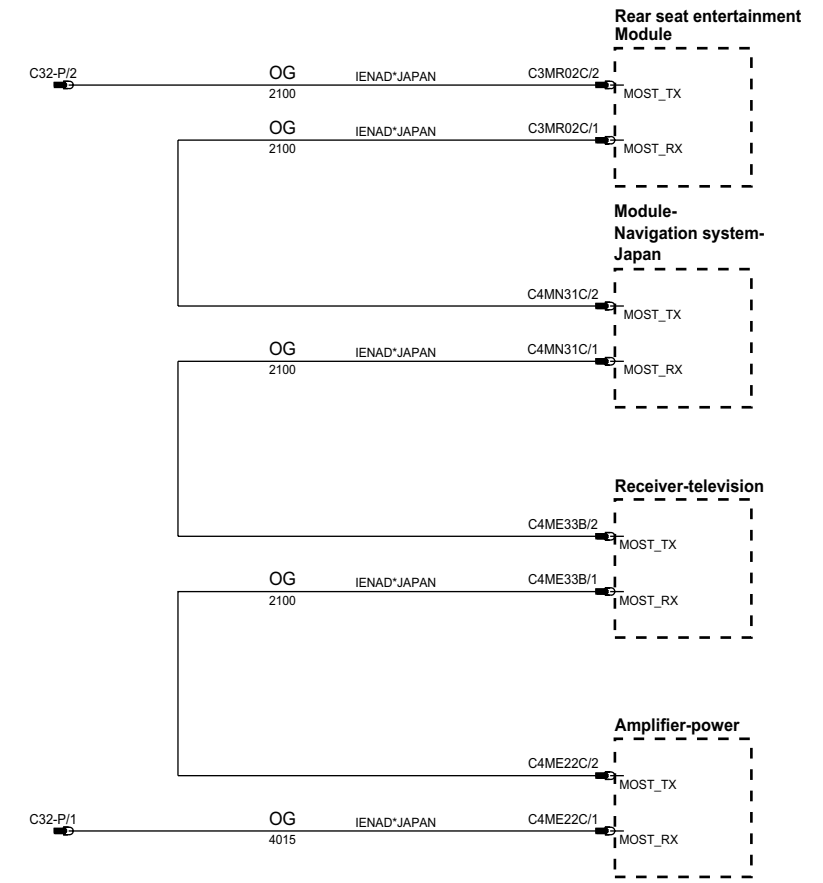 Rear seat entertainment
Module
C32-P/2
OG
IENAD*JAPAN
C3MR02C/2
2100
MOST_TX
OG
IENAD*JAPAN
C3MR02C/1
2100
MOST_RX
Module-
Navigation system-
Japan
C4MN31C/2
MOST_TX
OG
IENAD*JAPAN
C4MN31C/1
2100
MOST_RX
Receiver-television
C4ME33B/2
MOST_TX
OG
IENAD*JAPAN
C4ME33B/1
2100
MOST_RX
Amplifier-power
C4ME22C/2
MOST_TX
C32-P/1
OG
IENAD*JAPAN
C4ME22C/1
4015
MOST_RX